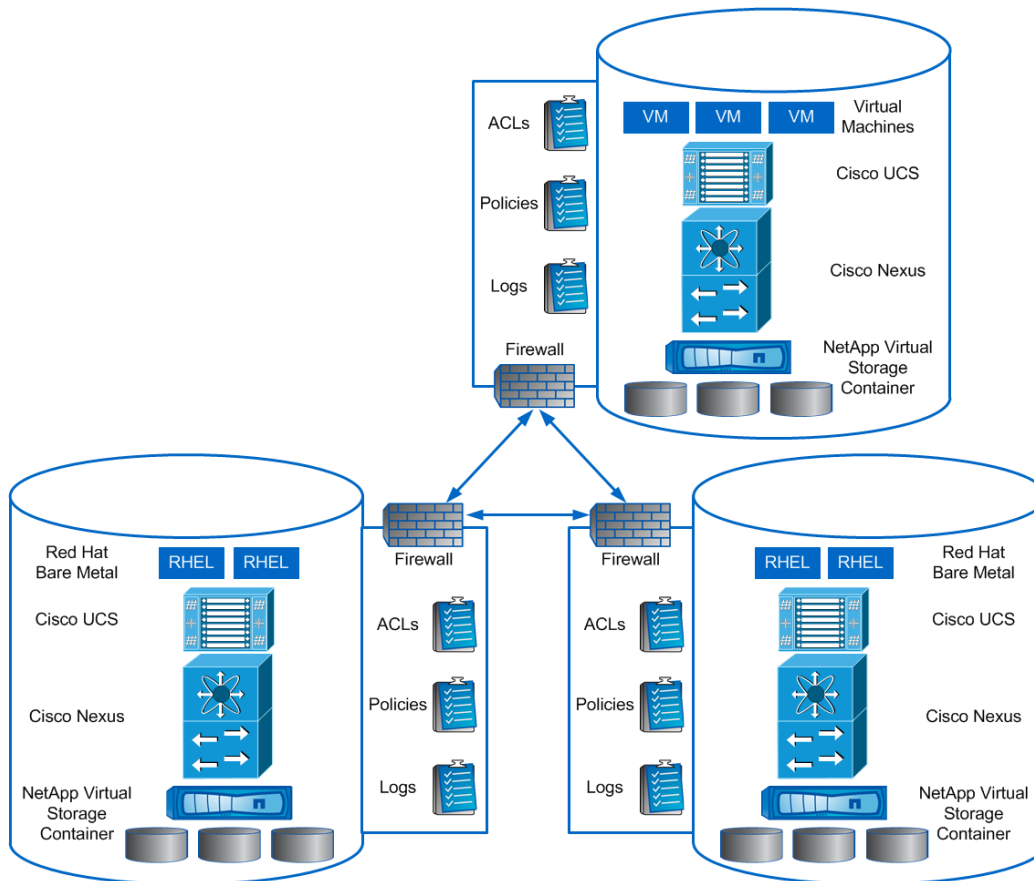 ACLs
Policies
Logs
Firewall
VM VM VM
Virtual
Machines
Cisco UCS
Cisco Nexus
NetApp Virtual
Storage
Container
Red Hat
Bare Metal
RHEL RHEL
Cisco UCS
Cisco Nexus
NetApp Virtual
Storage
Container
Firewall
ACLs
Policies
Logs
Firewall
ACLs
Policies
Logs
RHEL RHEL
Red Hat
Bare Metal
Cisco UCS
Cisco Nexus
NetApp Virtual
Storage
Container